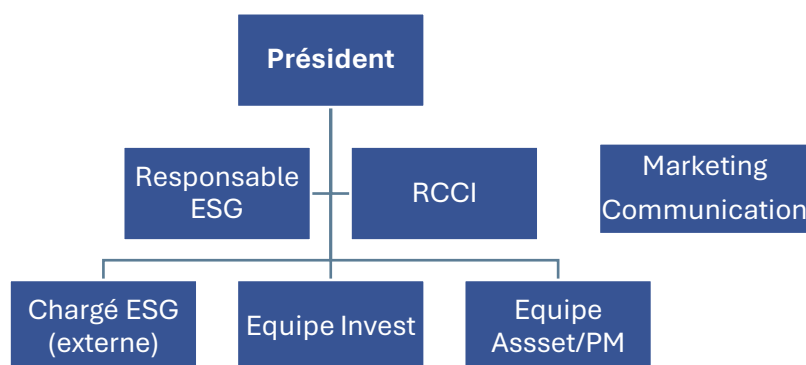 Président
Responsable
ESG
RCCI
Marketing
Communication
Chargé ESG
(externe)
Equipe Invest
Equipe
Assset/PM